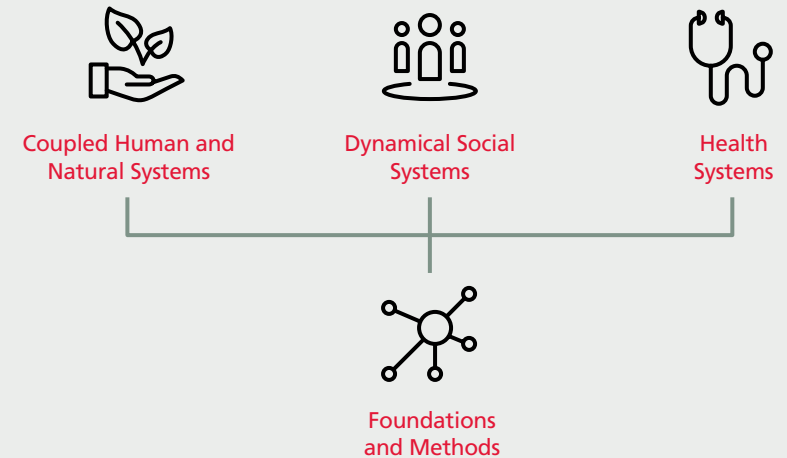 Coupled Human and
Natural Systems
Dynamical Social
Systems
Health
Systems
Foundations
and Methods